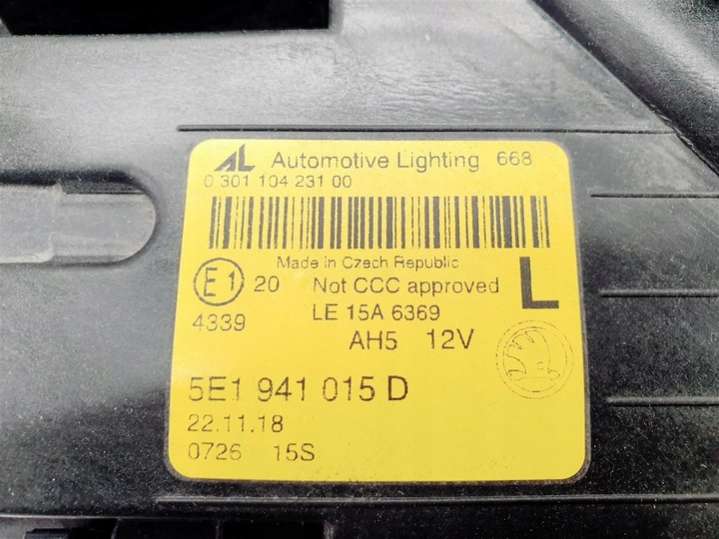 AL Automotive Lighting 668
0 301 104 231 00
Made in Czech Republic
E1 20 Not CCC approved L
4339 LE 15A 6369
AH5 12V
5E1 941 015 D
22.11.18
0726 15S